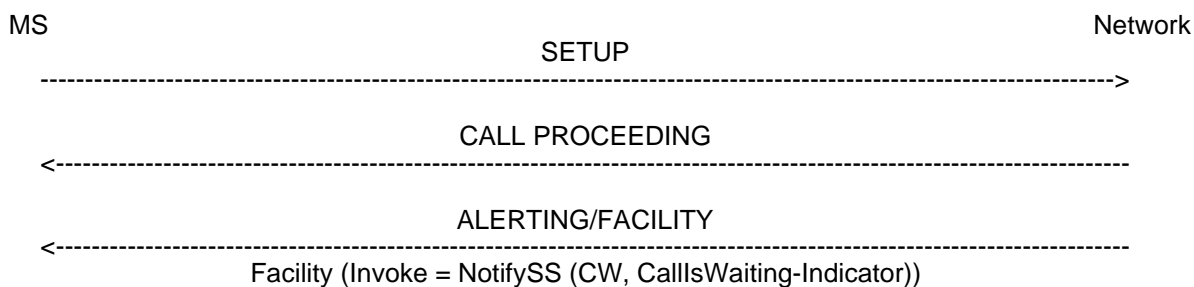 MS Network
SETUP
------------------------------------------------------------------------------------------------------------------------>
CALL PROCEEDING
<------------------------------------------------------------------------------------------------------------------------
ALERTING/FACILITY
<------------------------------------------------------------------------------------------------------------------------
Facility (Invoke = NotifySS (CW, CallIsWaiting-Indicator))